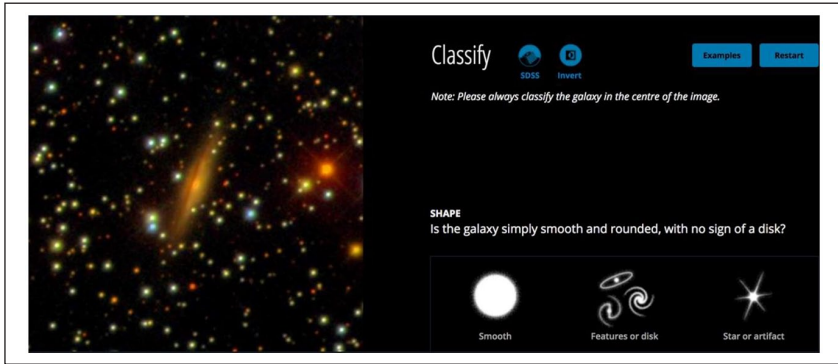 Classify
SDSS
Invert
Examples
Restart
Note: Please always classify the galaxy in the centre of the image.
SHAPE
Is the galaxy simply smooth and rounded, with no sign of a disk?
Smooth
Features or disk
Star or artifact